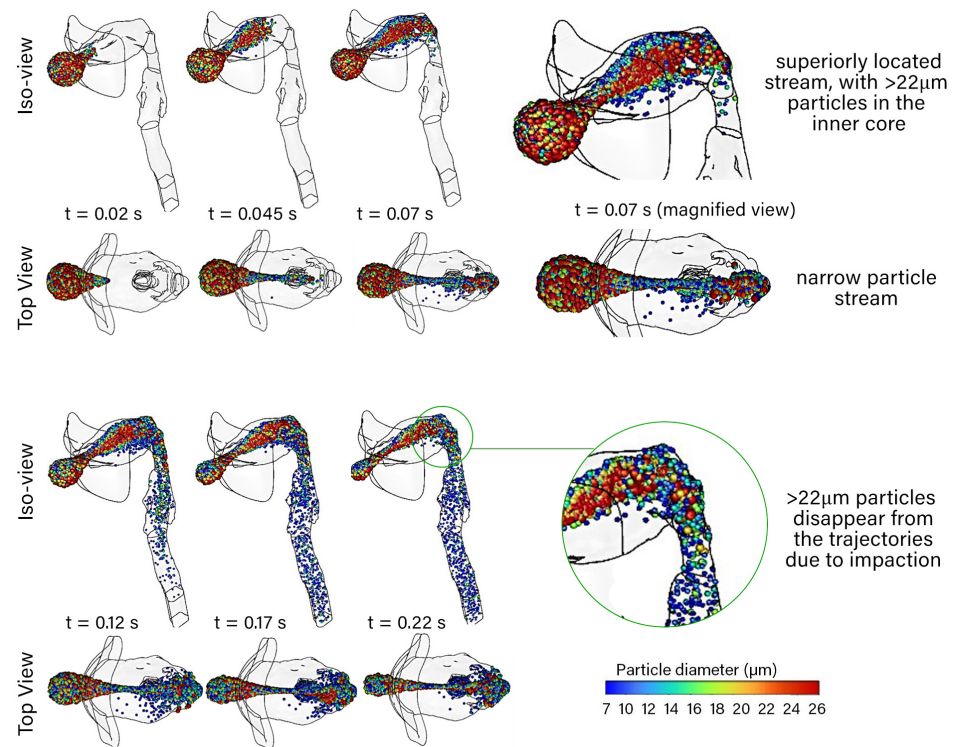 Iso-view
superiorly located
stream, with >22μm
particles in the
inner core
t = 0.02 s
t = 0.045 s
t = 0.07 s
t = 0.07 s (magnified view)
Top View
narrow particle
stream
Iso-view
>22μm particles
disappear from
the trajectories
due to impaction
t = 0.12 s
t = 0.17 s
t = 0.22 s
Top View
Particle diameter (μm)
7 10 12 14 16 18 20 22 24 26